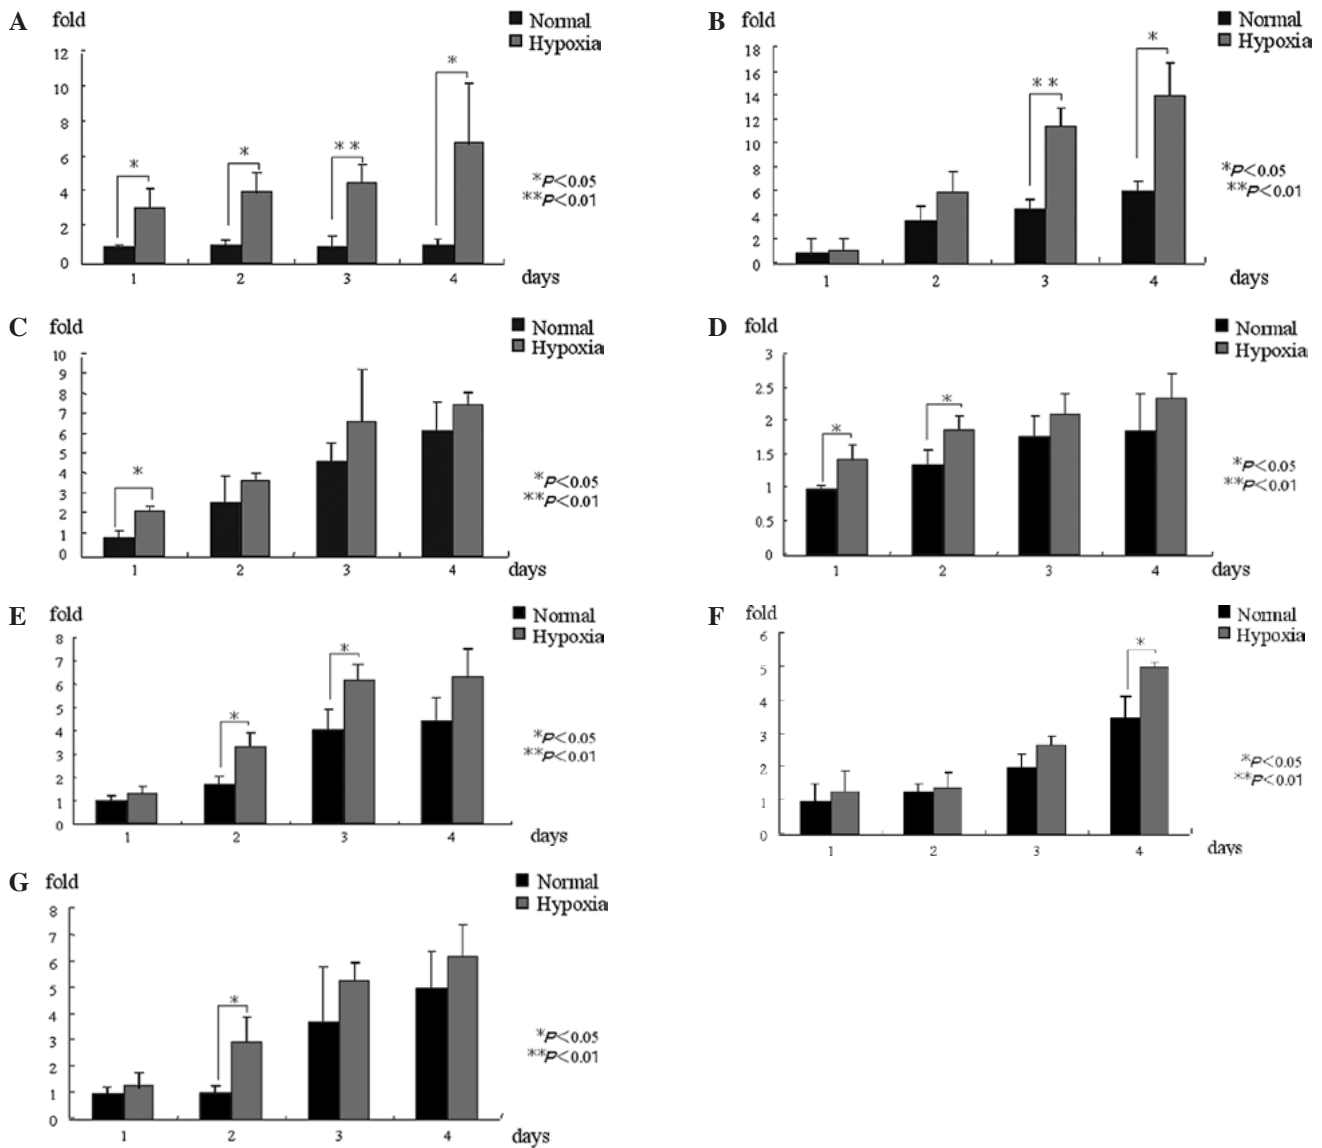 A fold
Normal
Hypoxia
12
10
8
6
4
2
0
* * ** *
*P<0.05
**P<0.01
1 2 3 4 days
B fold
Normal
Hypoxia
18
16
14
12
10
8
6
4
2
0
** *
*P<0.05
**P<0.01
1 2 3 4 days
C fold
Normal
Hypoxia
10
9
8
7
6
5
4
3
2
1
0
*
*P<0.05
**P<0.01
1 2 3 4 days
D fold
Normal
Hypoxia
3
2.5
2
1.5
1
0.5
0
* *
*P<0.05
**P<0.01
1 2 3 4 days
E fold
Normal
Hypoxia
8
7
6
5
4
3
2
1
0
* *
*P<0.05
**P<0.01
1 2 3 4 days
F fold
Normal
Hypoxia
6
5
4
3
2
1
0
*
*P<0.05
**P<0.01
1 2 3 4 days
G fold
Normal
Hypoxia
8
7
6
5
4
3
2
1
0
*
*P<0.05
**P<0.01
1 2 3 4 days